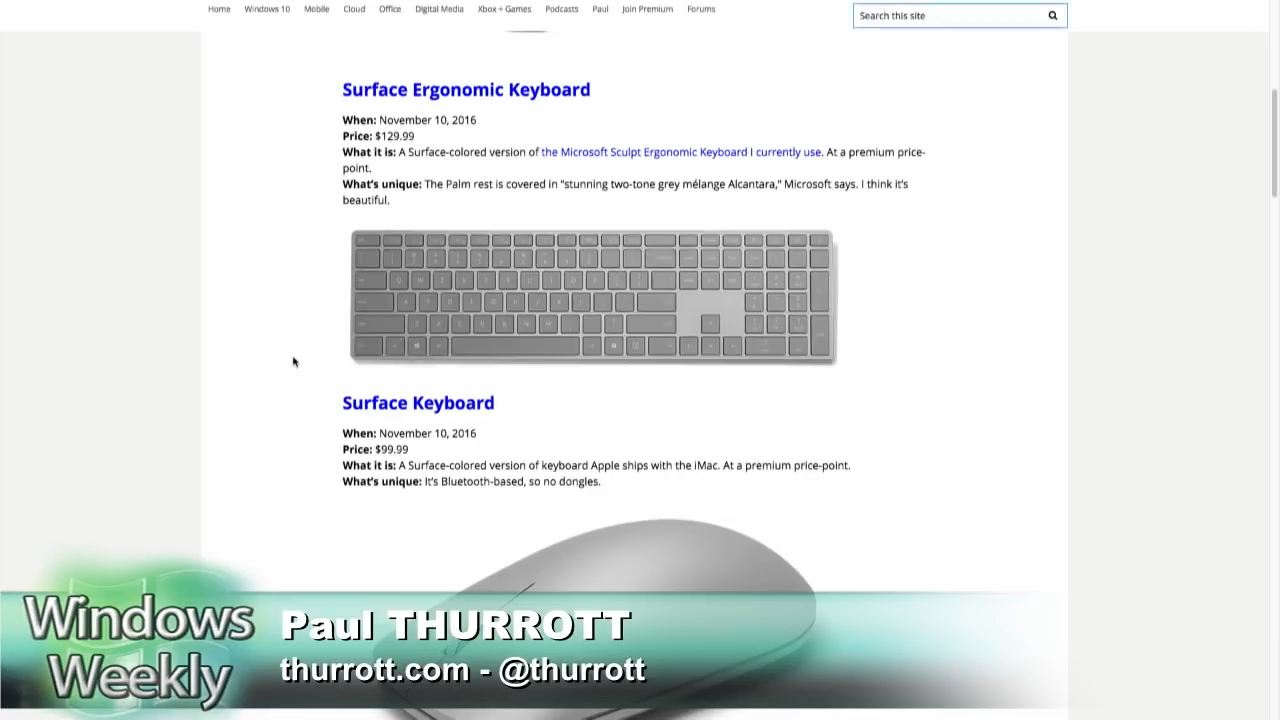 Home Windows 10 Mobile Cloud Office Digital Media Xbox + Games Podcasts Paul Join Premium Forums
Search this site
Surface Ergonomic Keyboard
When: November 10, 2016
Price: $129.99
What it is: A Surface-colored version of the Microsoft Sculpt Ergonomic Keyboard I currently use. At a premium price-
point.
What's unique: The Palm rest is covered in "stunning two-tone grey mélange Alcantara," Microsoft says. I think it's
beautiful.
Surface Keyboard
When: November 10, 2016
Price: $99.99
What it is: A Surface-colored version of keyboard Apple ships with the iMac. At a premium price-point.
What's unique: It's Bluetooth-based, so no dongles.
Windows
Weekly
Paul THURROTT
thurrott.com - @thurrott